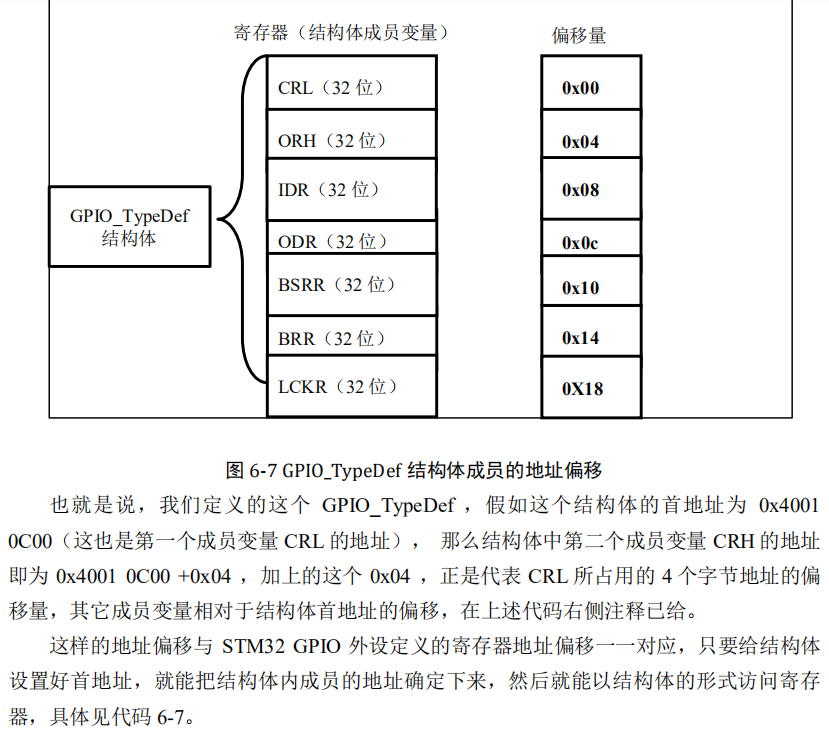 寄存器（结构体成员变量）
偏移量
CRL（32 位）
0x00
ORH（32 位）
0x04
IDR（32 位）
0x08
GPIO_TypeDef
结构体
ODR（32 位）
0x0c
BSRR（32 位）
0x10
BRR（32 位）
0x14
LCKR（32 位）
0X18
图 6-7 GPIO_TypeDef 结构体成员的地址偏移
也就是说，我们定义的这个 GPIO_TypeDef ，假如这个结构体的首地址为 0x4001
0C00（这也是第一个成员变量 CRL 的地址）， 那么结构体中第二个成员变量 CRH 的地址
即为 0x4001 0C00 +0x04 ，加上的这个 0x04 ，正是代表 CRL 所占用的 4 个字节地址的偏
移量，其它成员变量相对于结构体首地址的偏移，在上述代码右侧注释已给。
这样的地址偏移与 STM32 GPIO 外设定义的寄存器地址偏移一一对应，只要给结构体
设置好首地址，就能把结构体内成员的地址确定下来，然后就能以结构体的形式访问寄存
器，具体见代码 6-7。